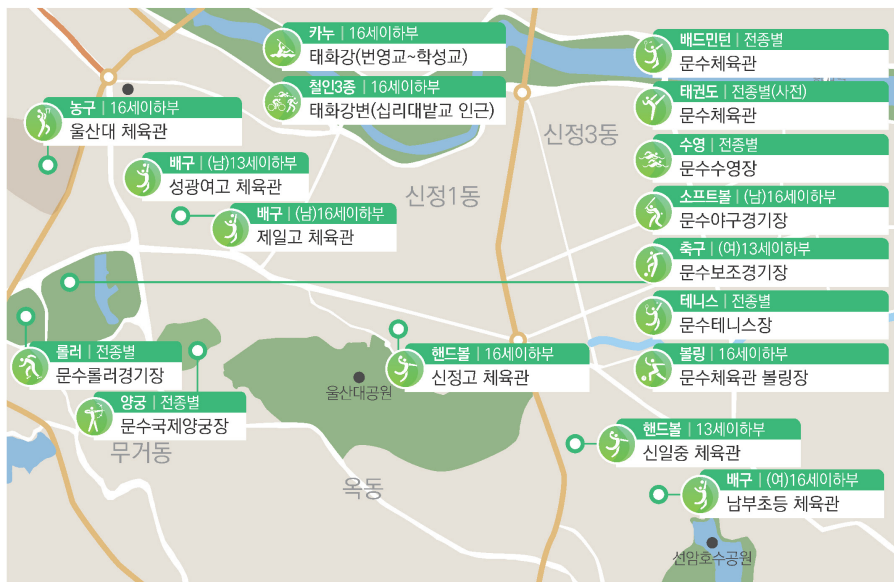 카누 | 16세이하부
태화강(번영교~학성교)
철인3종 | 16세이하부
태화강변(십리대밭교 인근)
농구 | 16세이하부
울산대 체육관
배구 | (남)13세이하부
성광여고 체육관
배구 | (남)16세이하부
제일고 체육관
신정3동
신정1동
배드민턴 | 전종별
문수체육관
태권도 | 전종별(사전)
문수체육관
수영 | 전종별
문수수영장
소프트볼 | (남)16세이하부
문수야구경기장
축구 | (여)13세이하부
문수보조경기장
테니스 | 전종별
문수테니스장
볼링 | 16세이하부
문수체육관 볼링장
롤러 | 전종별
문수롤러경기장
양궁 | 전종별
문수국제양궁장
울산대공원
핸드볼 | 16세이하부
신정고 체육관
무거동
옥동
핸드볼 | 13세이하부
신일중 체육관
배구 | (여)16세이하부
남부초등 체육관
선암호수공원